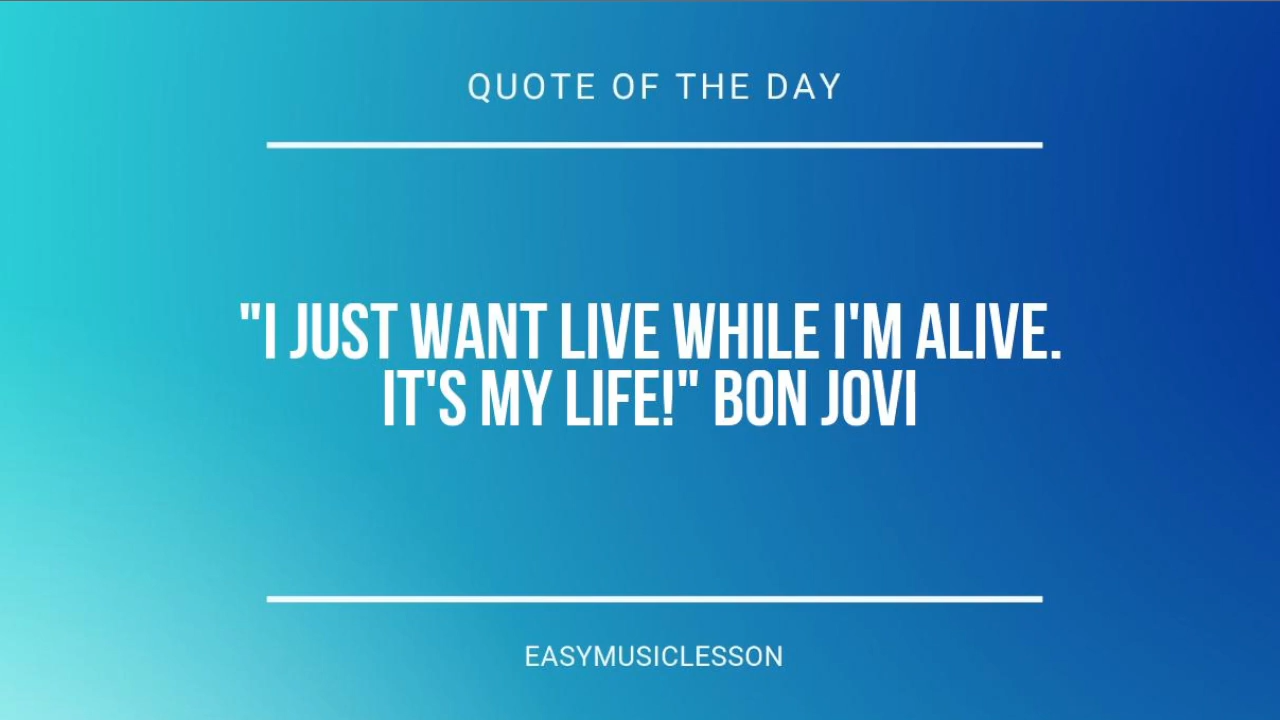 QUOTE OF THE DAY
"I JUST WANT LIVE WHILE I'M ALIVE.
IT'S MY LIFE!" BON JOVI
EASYMUSICLESSON